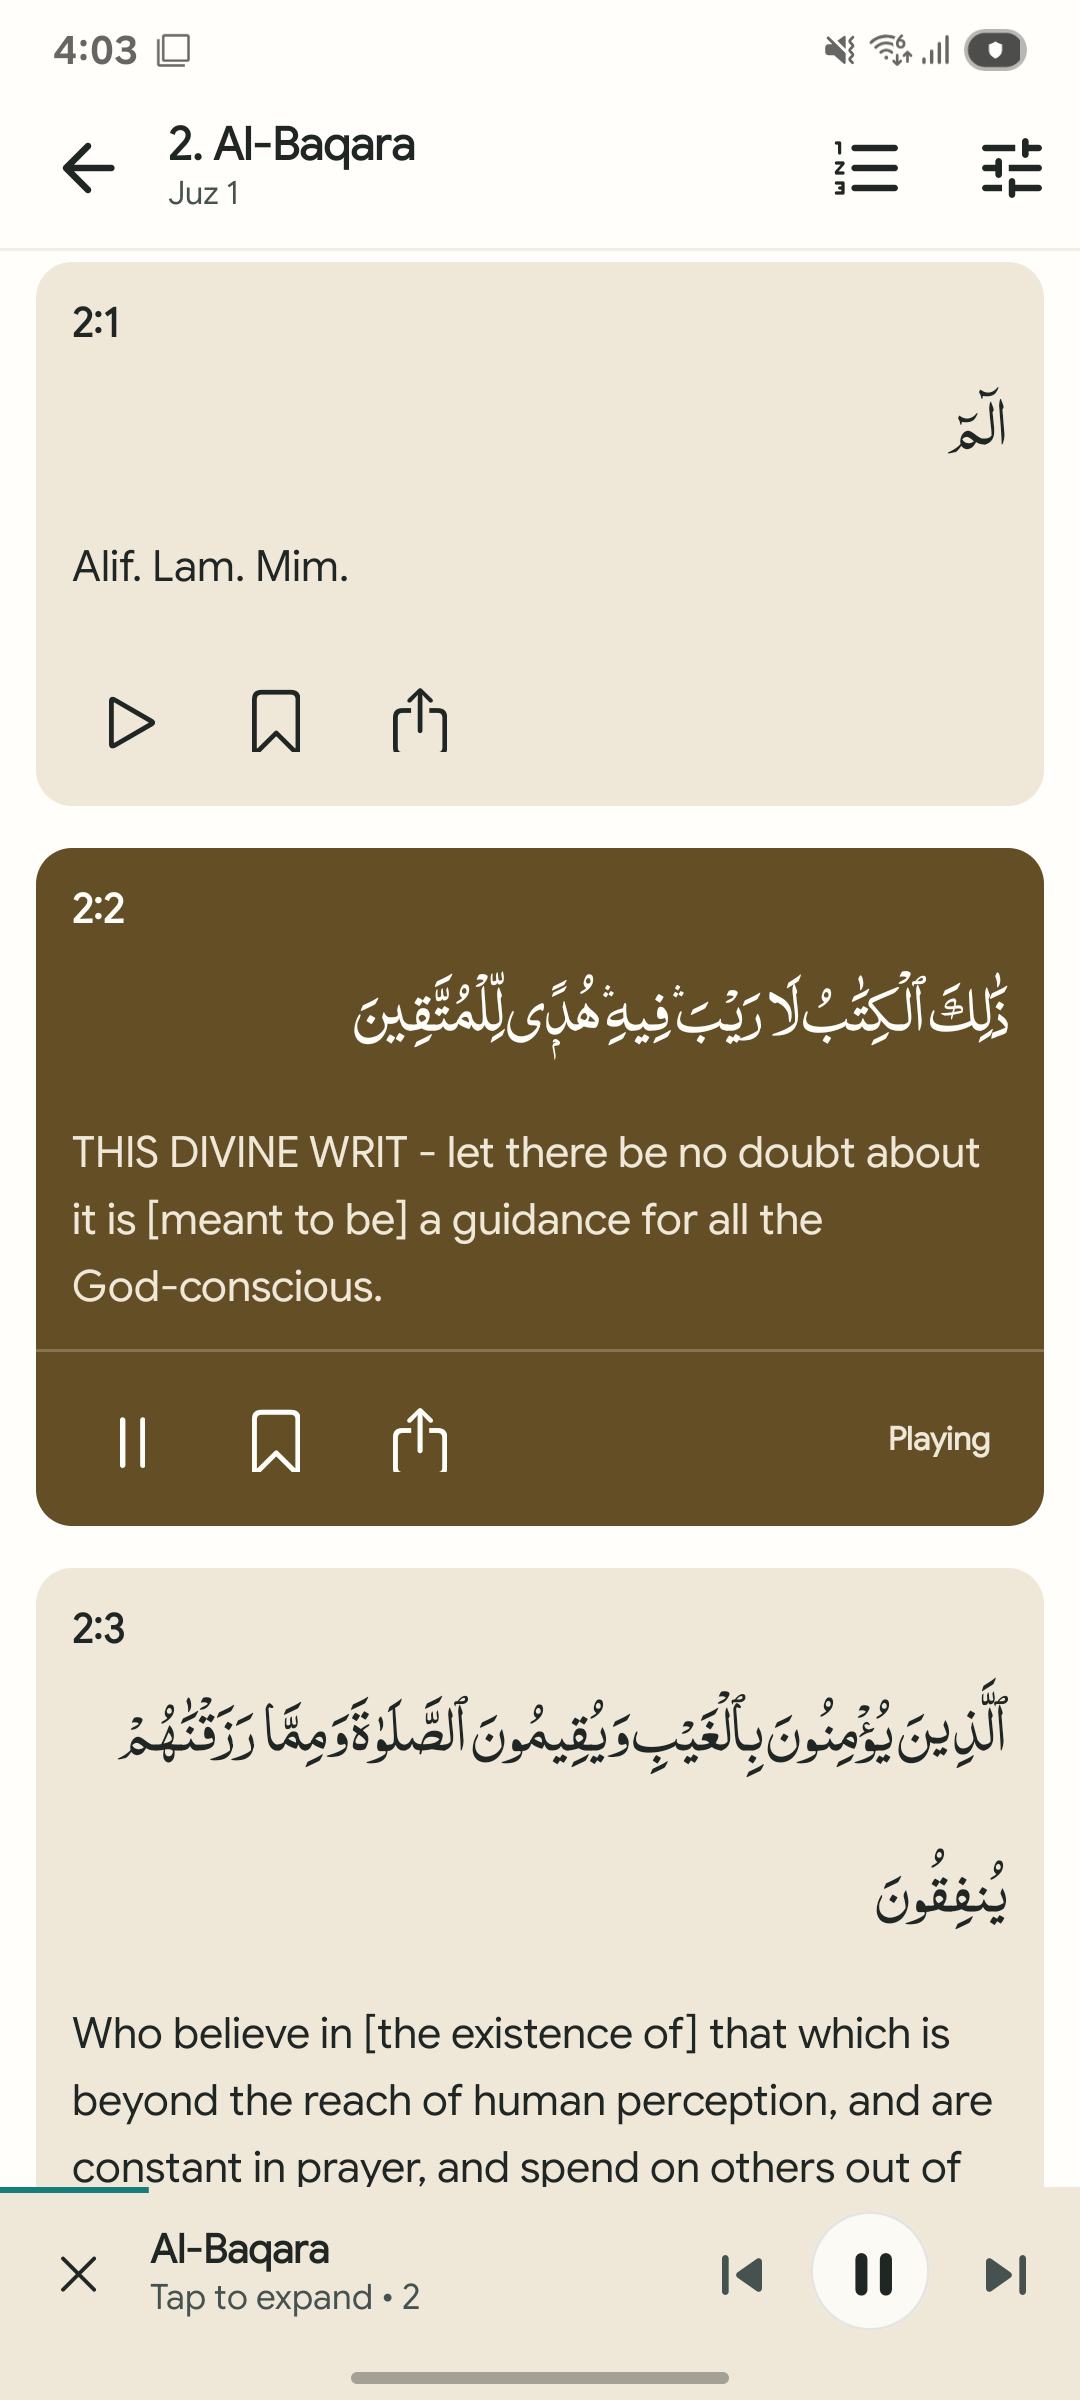 4:03
6
2. Al-Baqara
Juz 1
2:1
الٓمٓ
Alif. Lam. Mim.
2:2
ذَٰلِكَ ٱلْكِتَٰبُ لَا رَيْبَ ۛ فِيهِ ۛ هُدًۭى لِّلْمُتَّقِينَ
THIS DIVINE WRIT - let there be no doubt about
it is [meant to be] a guidance for all the
God-conscious.
Playing
2:3
ٱلَّذِينَ يُؤْمِنُونَ بِٱلْغَيْبِ وَيُقِيمُونَ ٱلصَّلَوٰةَ وَمِمَّا رَزَقْنَٰهُمْ
يُنفِقُونَ
Who believe in [the existence of] that which is
beyond the reach of human perception, and are
constant in prayer, and spend on others out of
Al-Baqara
Tap to expand • 2